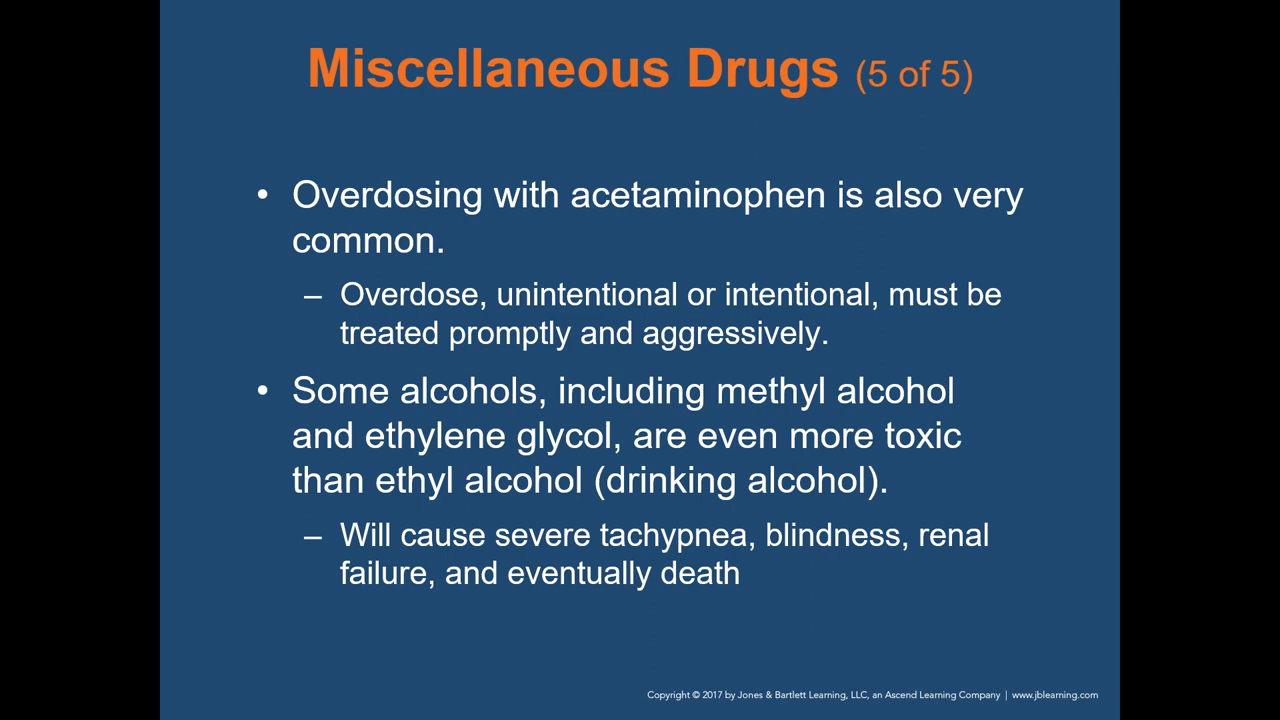 Miscellaneous Drugs (5 of 5)
• Overdosing with acetaminophen is also very
common.
– Overdose, unintentional or intentional, must be
treated promptly and aggressively.
• Some alcohols, including methyl alcohol
and ethylene glycol, are even more toxic
than ethyl alcohol (drinking alcohol).
– Will cause severe tachypnea, blindness, renal
failure, and eventually death
Copyright © 2017 by Jones & Bartlett Learning, LLC, an Ascend Learning Company | www.jblearning.com